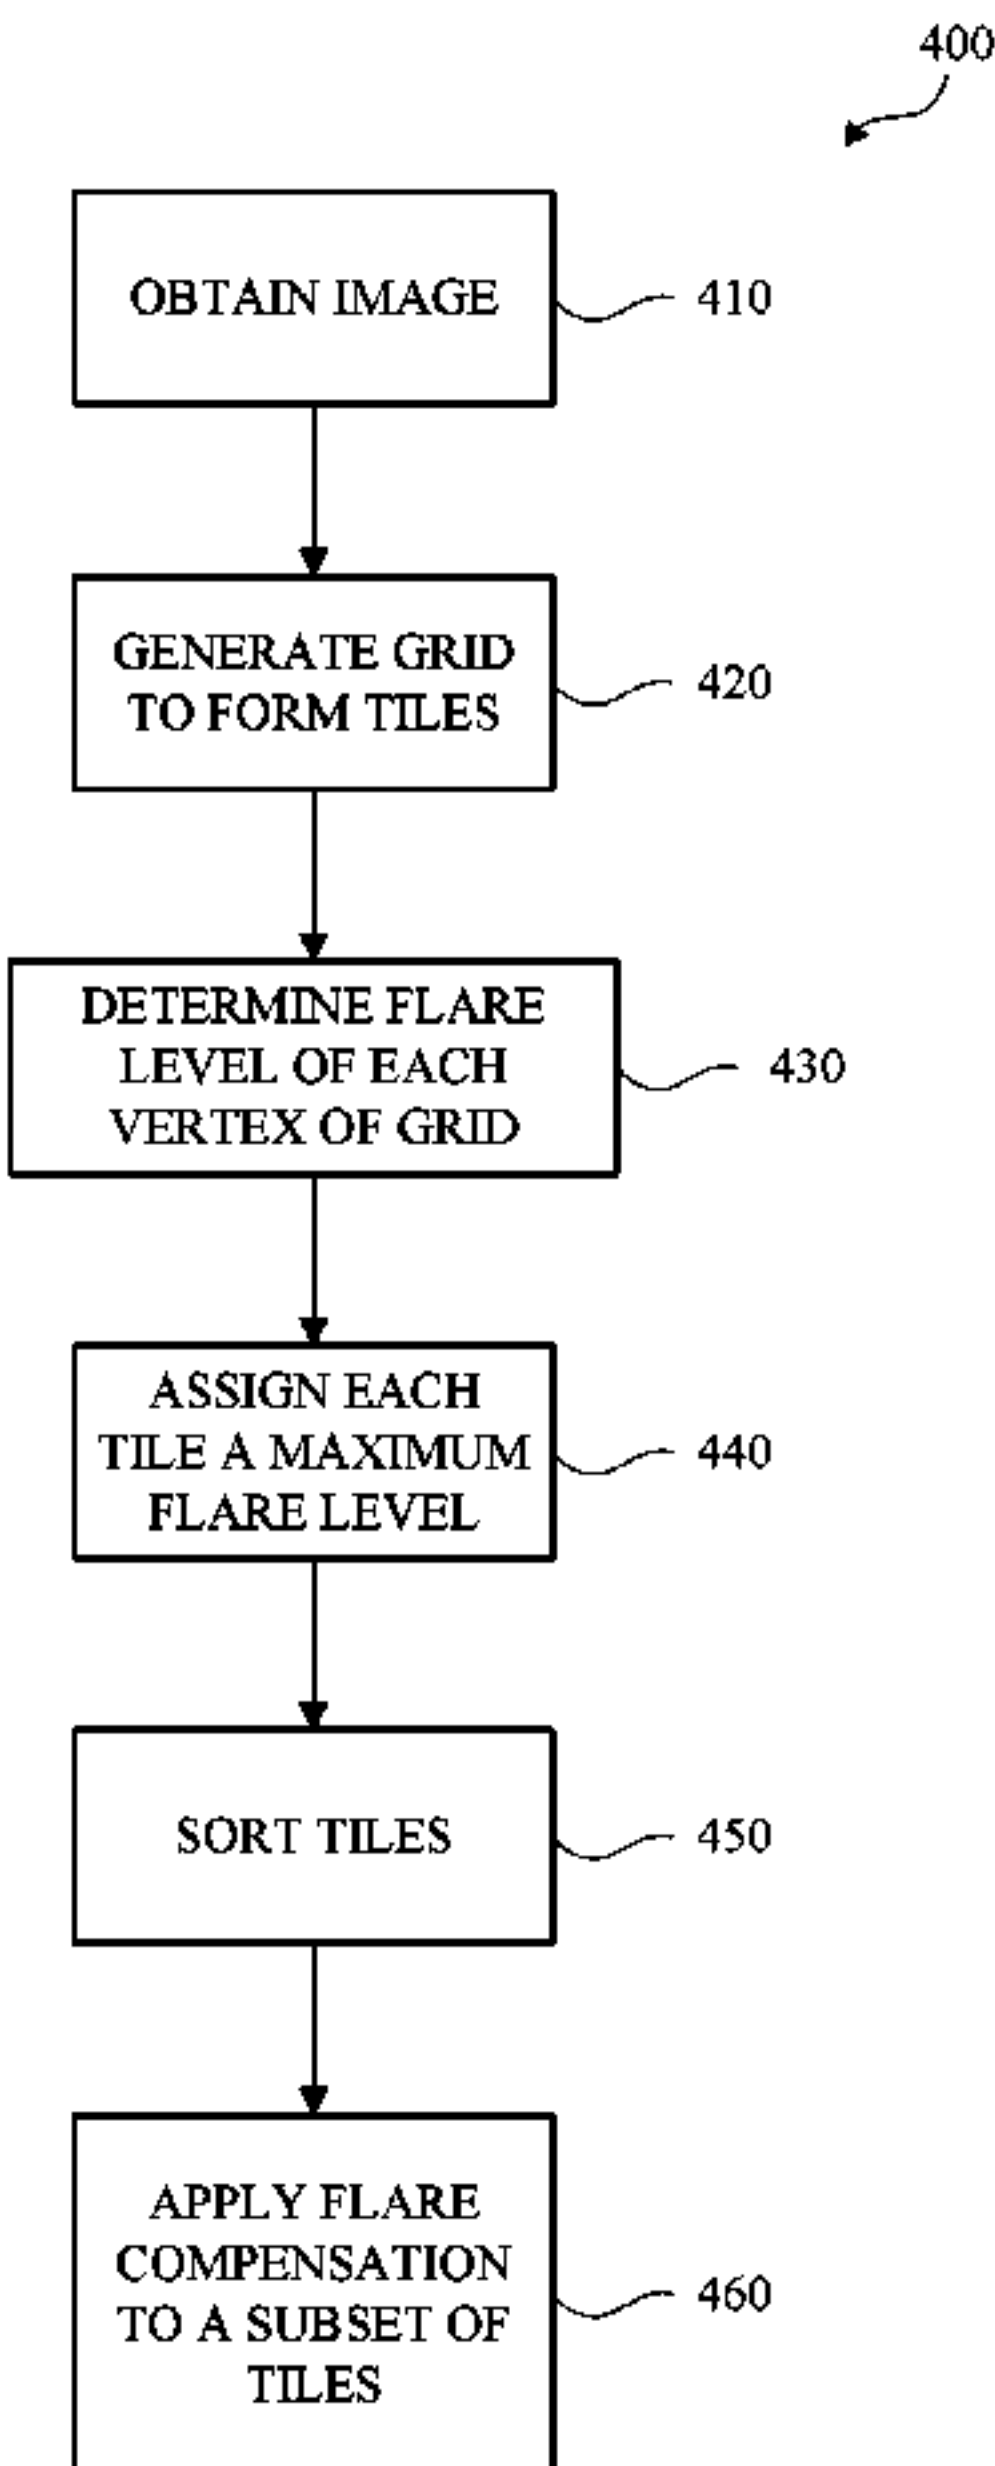 400
OBTAIN IMAGE
410
GENERATE GRID
TO FORM TILES
420
DETERMINE FLARE
LEVEL OF EACH
VERTEX OF GRID
430
ASSIGN EACH
TILE A MAXIMUM
FLARE LEVEL
440
SORT TILES
450
APPLY FLARE
COMPENSATION
TO A SUBSET OF
TILES
460